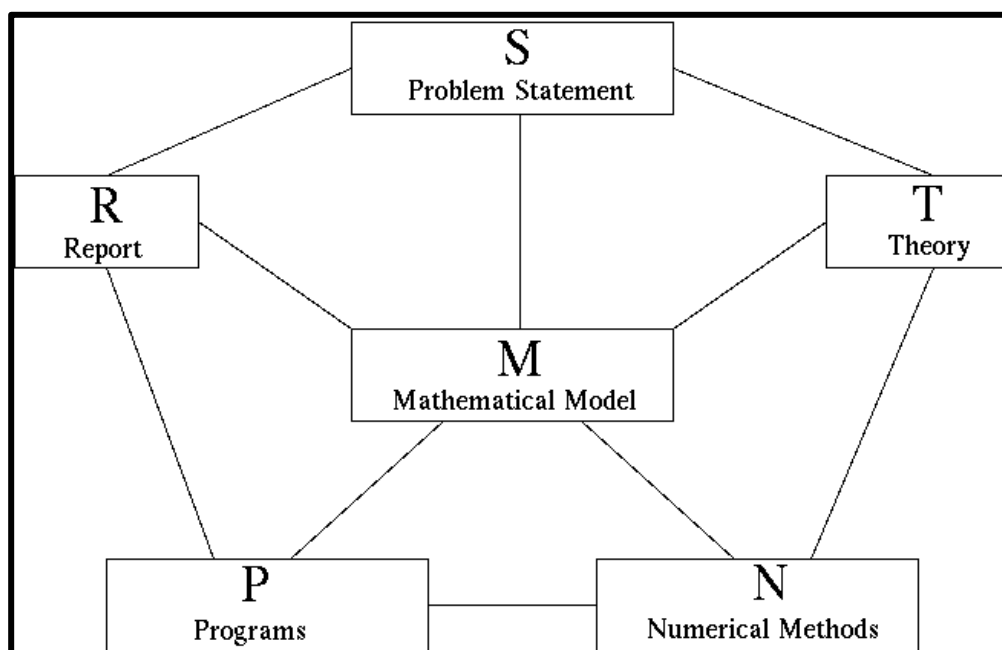 S
Problem Statement
R
Report
T
Theory
M
Mathematical Model
P
Programs
N
Numerical Methods